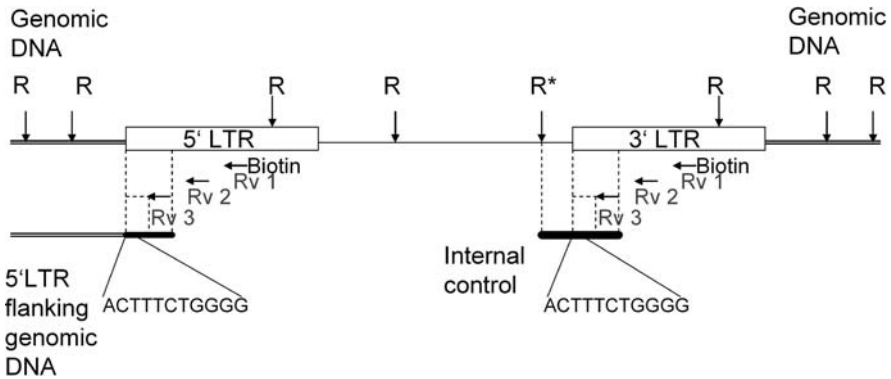 Genomic
DNA
Genomic
DNA
R R R R R* R R R
5' LTR 3' LTR
Biotin Biotin
Rv 1 Rv 1
Rv 2 Rv 2
Rv 3 Rv 3
Internal
control
5'LTR
flanking
genomic
DNA
ACTTTCTGGGG ACTTTCTGGGG